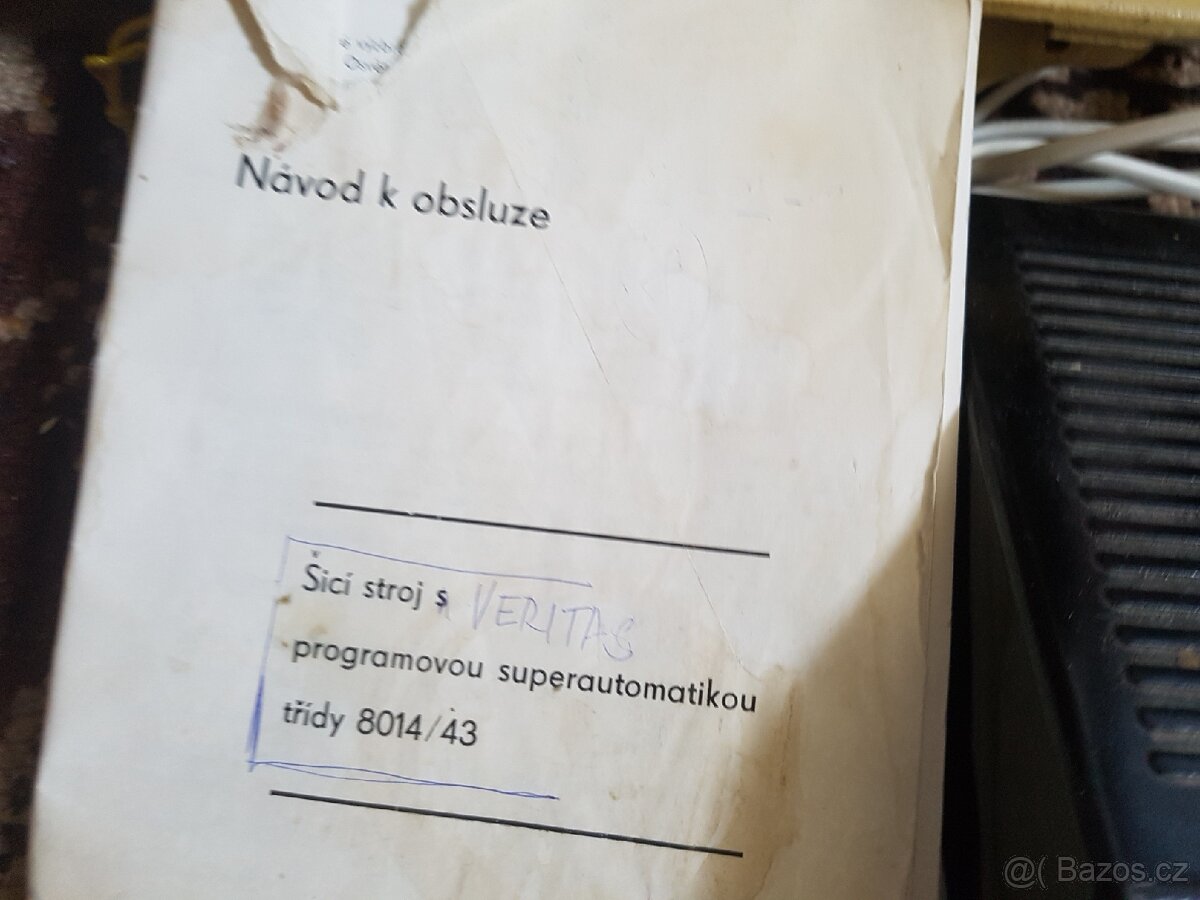 Návod k obsluze
Šicí stroj s VERITAS
programovou superautomatikou
třídy 8014/43
@( Bazos.cz